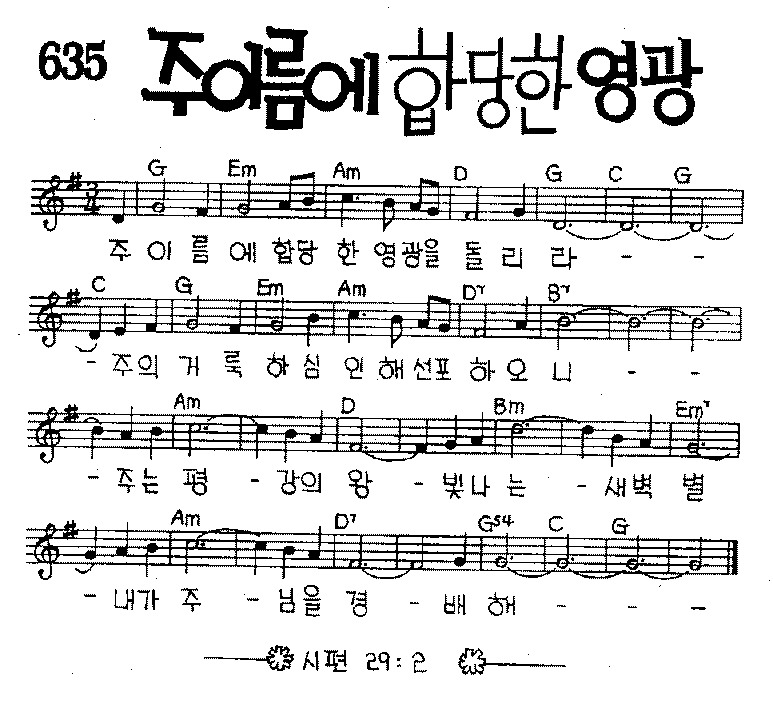 635 주이름에 합당한 영광
G Em Am D G C G
3 4
주 이 름 에 합당 한 영광을 돌 리 라 - -
C G Em Am D7 B7
- 주의 거 룩 하 심 인 해 선포 하 오 니 - -
Am D Bm Em7
- 주는 평 - 강의 왕 - 빛나 는 - 새벽 별
Am D7 Gs4 C G
- 내가 주 - 님을 경 - 배 해 - - -
시편 29 : 2